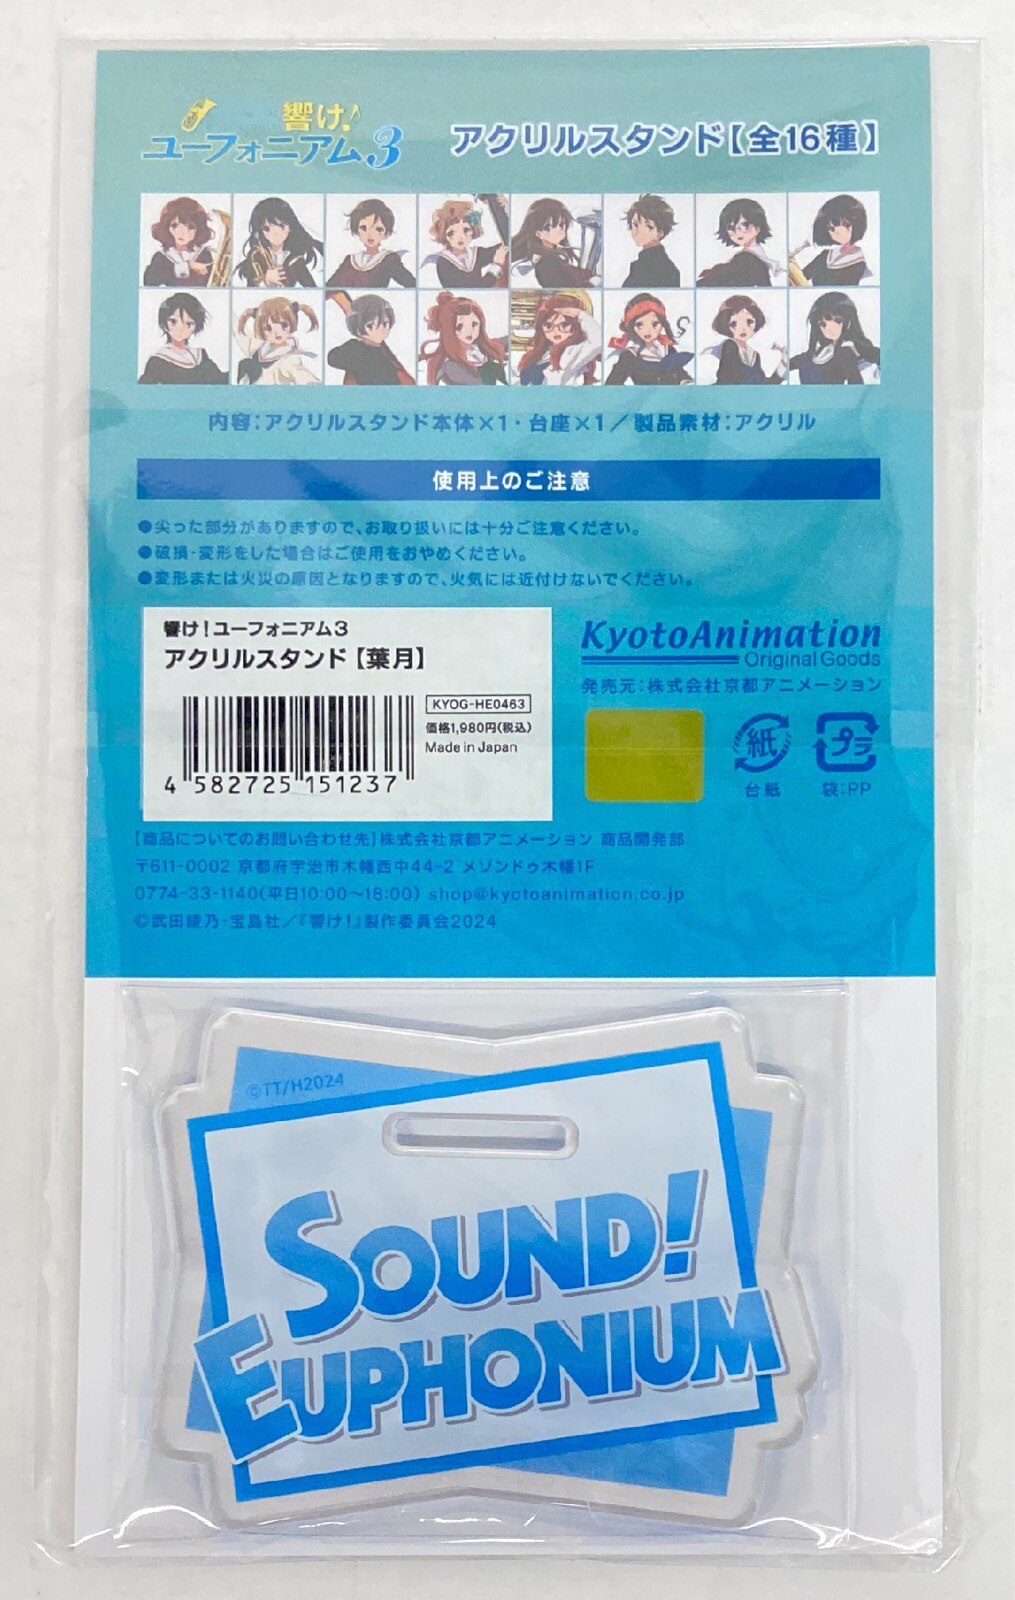 響け!
ユーフォニアム3
アクリルスタンド【全16種】
内容:アクリルスタンド本体×1・台座×1／製品素材:アクリル
使用上のご注意
●尖った部分がありますので、お取り扱いには十分ご注意ください。
●破損・変形をした場合はご使用をおやめください。
●変形または火災の原因となりますので、火気には近付けないでください。
響け!ユーフォニアム3
アクリルスタンド【葉月】
KYOG-HE0463
価格1,980円(税込)
Made in Japan
4 582725 151237
KyotoAnimation
Original Goods
発売元:株式会社京都アニメーション
紙
台紙
プラ
袋:PP
【商品についてのお問い合わせ先】株式会社京都アニメーション 商品開発部
〒611-0002 京都府宇治市木幡西中44-2 メゾンドゥ木幡1F
0774-33-1140(平日10:00〜18:00) shop@kyotoanimation.co.jp
©武田綾乃・宝島社／『響け!』製作委員会2024
©TT/H2024
SOUND!
EUPHONIUM